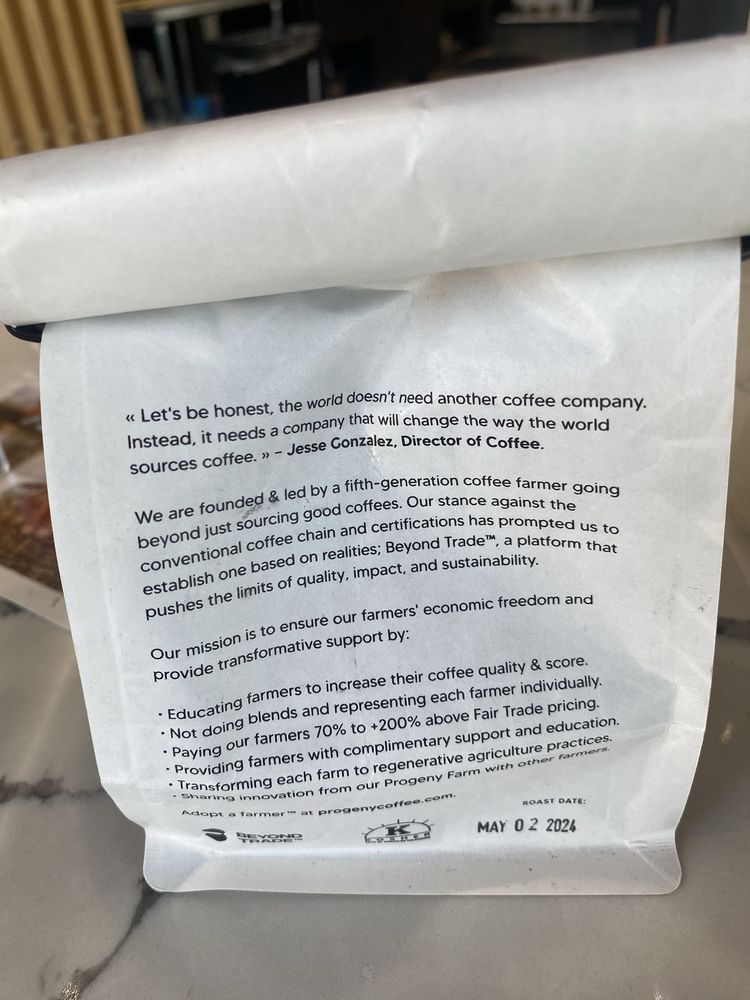 « Let's be honest, the world doesn't need another coffee company.
Instead, it needs a company that will change the way the world
sources coffee. » – Jesse Gonzalez, Director of Coffee.
We are founded & led by a fifth-generation coffee farmer going
beyond just sourcing good coffees. Our stance against the
conventional coffee chain and certifications has prompted us to
establish one based on realities; Beyond Trade™, a platform that
pushes the limits of quality, impact, and sustainability.
Our mission is to ensure our farmers' economic freedom and
provide transformative support by:
• Educating farmers to increase their coffee quality & score.
• Not doing blends and representing each farmer individually.
• Paying our farmers 70% to +200% above Fair Trade pricing.
• Providing farmers with complimentary support and education.
• Transforming each farm to regenerative agriculture practices.
• Sharing innovation from our Progeny Farm with other farmers.
Adopt a farmer™ at progenycoffee.com.
ROAST DATE:
BEYOND
TRADE™
K
KOSHER
MAY 02 2024